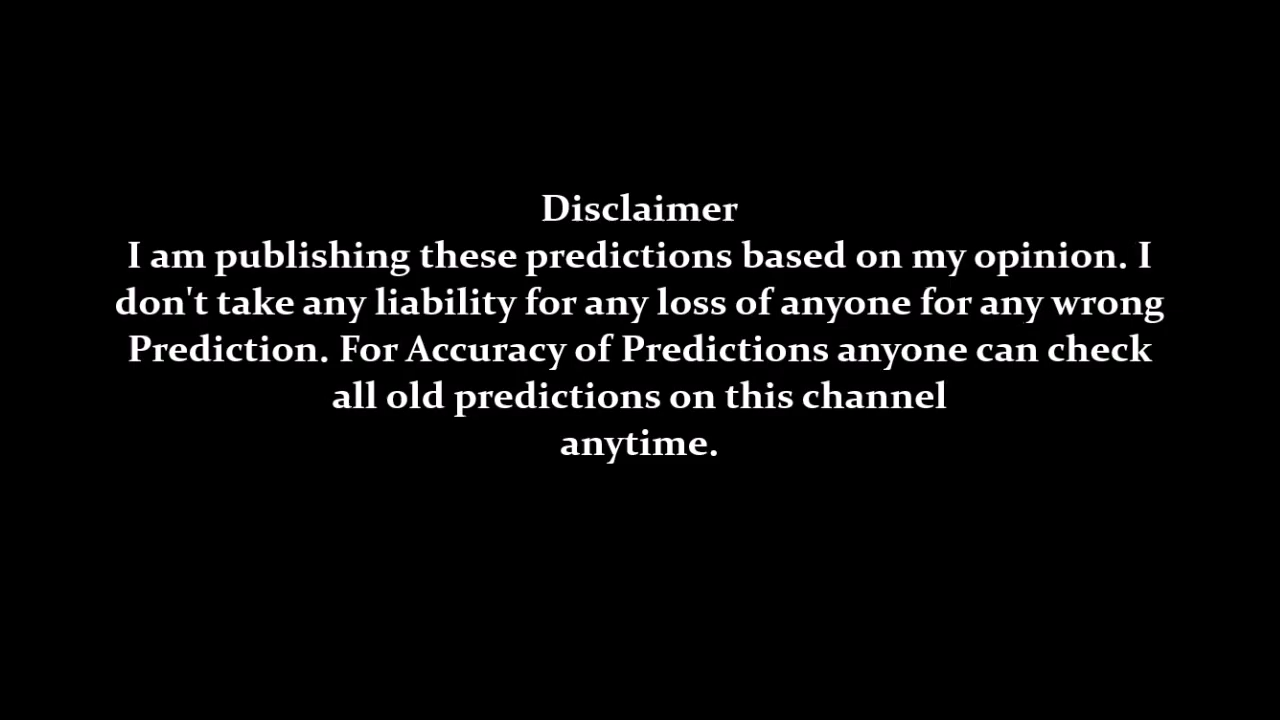 Disclaimer
I am publishing these predictions based on my opinion. I
don't take any liability for any loss of anyone for any wrong
Prediction. For Accuracy of Predictions anyone can check
all old predictions on this channel
anytime.